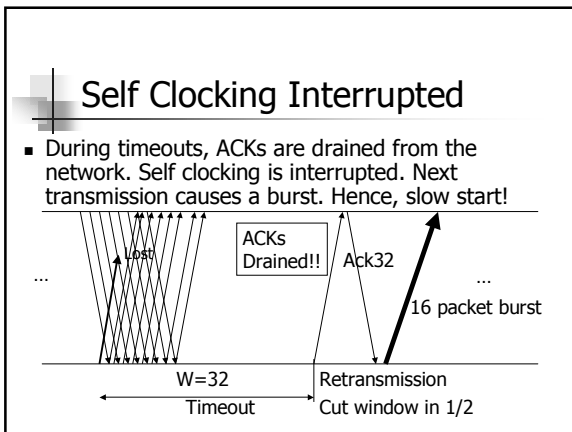 Self Clocking Interrupted
During timeouts, ACKs are drained from the
network. Self clocking is interrupted. Next
transmission causes a burst. Hence, slow start!
Lost
ACKs
Drained!!
Ack32
...
...
16 packet burst
W=32
Timeout
Retransmission
Cut window in 1/2